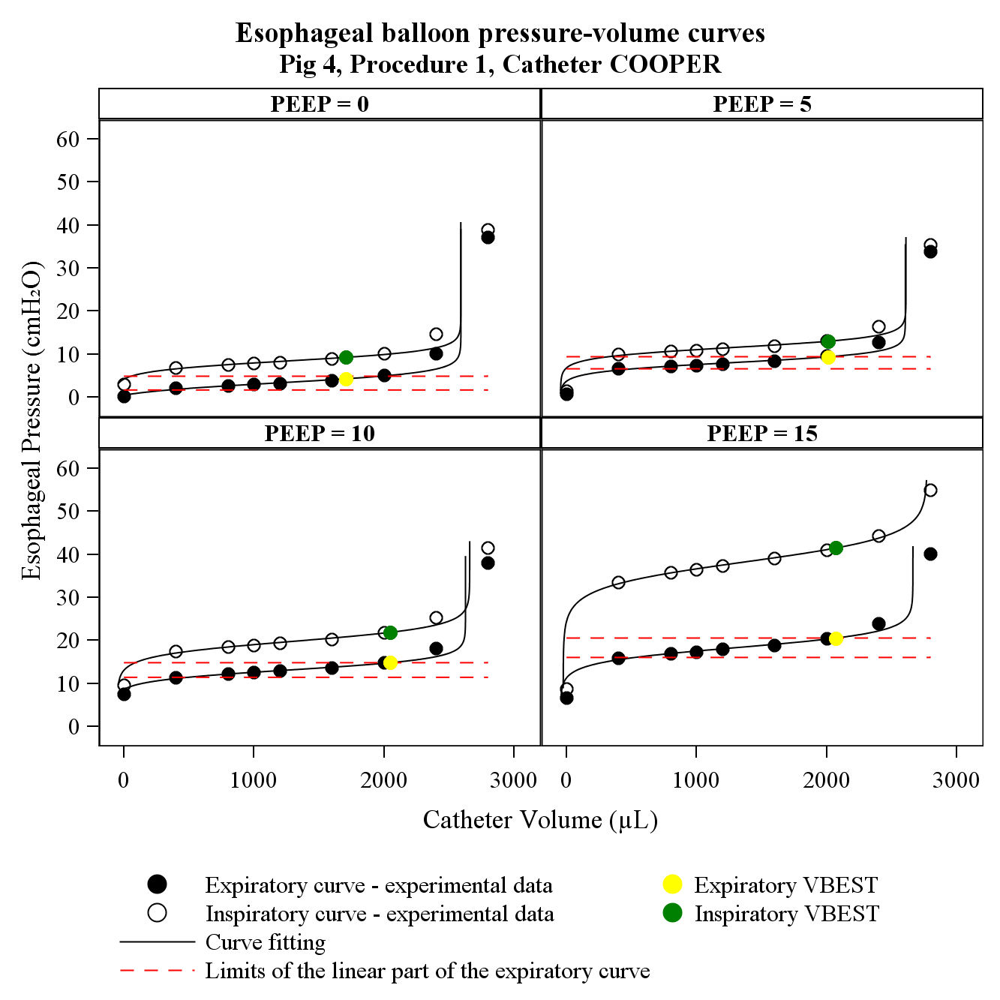 Esophageal balloon pressure-volume curves
Pig 4, Procedure 1, Catheter COOPER
PEEP = 0
PEEP = 5
60
50
40
30
20
10
0
PEEP = 10
PEEP = 15
60
50
40
30
20
10
0
Esophageal Pressure (cmH₂O)
0
1000
2000
3000
0
1000
2000
3000
Catheter Volume (µL)
Expiratory curve - experimental data
Expiratory VBEST
Inspiratory curve - experimental data
Inspiratory VBEST
Curve fitting
Limits of the linear part of the expiratory curve